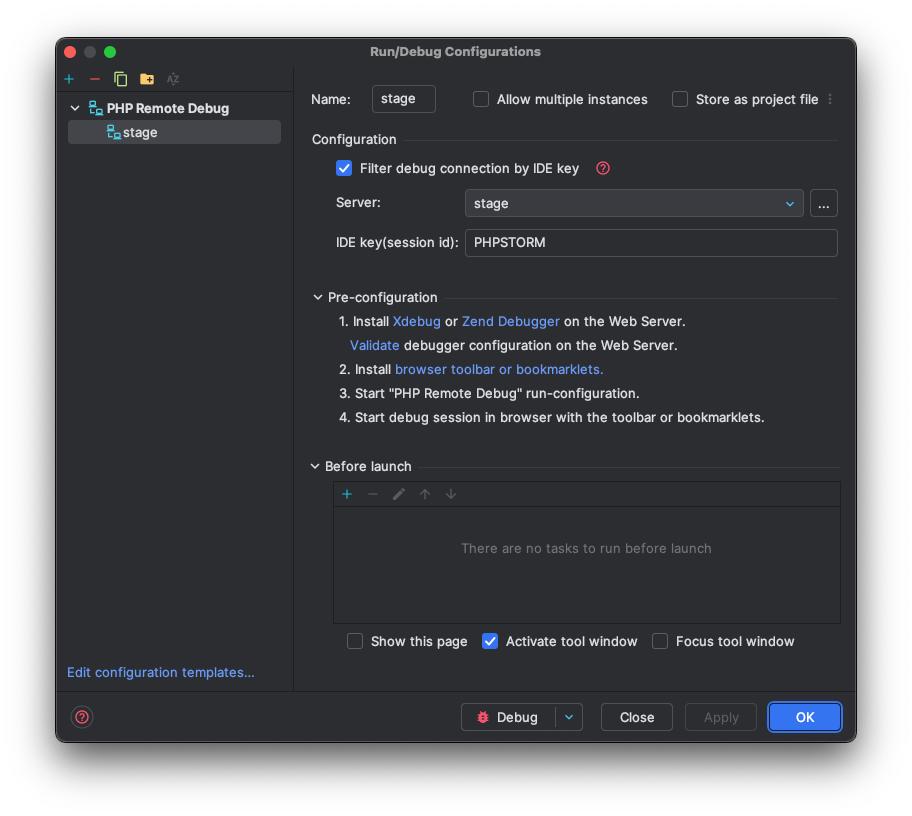 Run/Debug Configurations
PHP Remote Debug
stage
Edit configuration templates...
Name: stage Allow multiple instances Store as project file
Configuration
Filter debug connection by IDE key
Server: stage ...
IDE key(session id): PHPSTORM
Pre-configuration
1. Install Xdebug or Zend Debugger on the Web Server.
Validate debugger configuration on the Web Server.
2. Install browser toolbar or bookmarklets.
3. Start "PHP Remote Debug" run-configuration.
4. Start debug session in browser with the toolbar or bookmarklets.
Before launch
There are no tasks to run before launch
Show this page Activate tool window Focus tool window
? Debug Close Apply OK